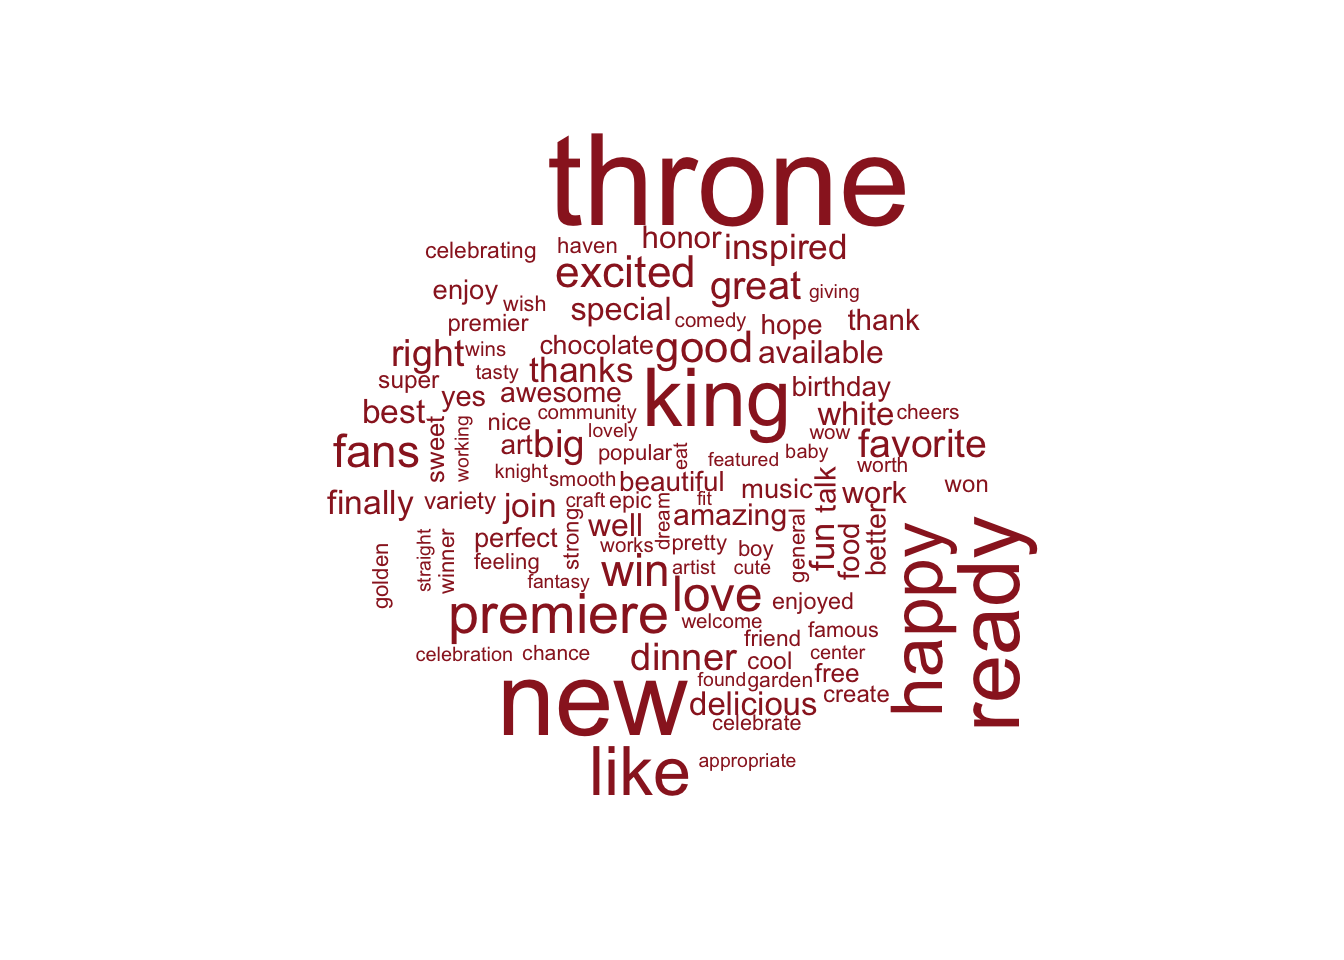 throne
celebrating haven honor inspired
excited great giving
enjoy wish special
premier comedy hope thank
right wins chocolate good available
super tasty thanks king birthday
best yes awesome white cheers
nice community
fans sweet working art big lovely wow favorite
popular eat featured baby worth
knight smooth beautiful music talk work won
finally variety join craft epic fit
well dream amazing general fun food better happy ready
perfect strong works pretty boy
golden straight winner feeling win artist cute
fantasy love
premiere welcome enjoyed
friend famous
celebration chance dinner cool center
new found garden free
delicious create
celebrate
like appropriate